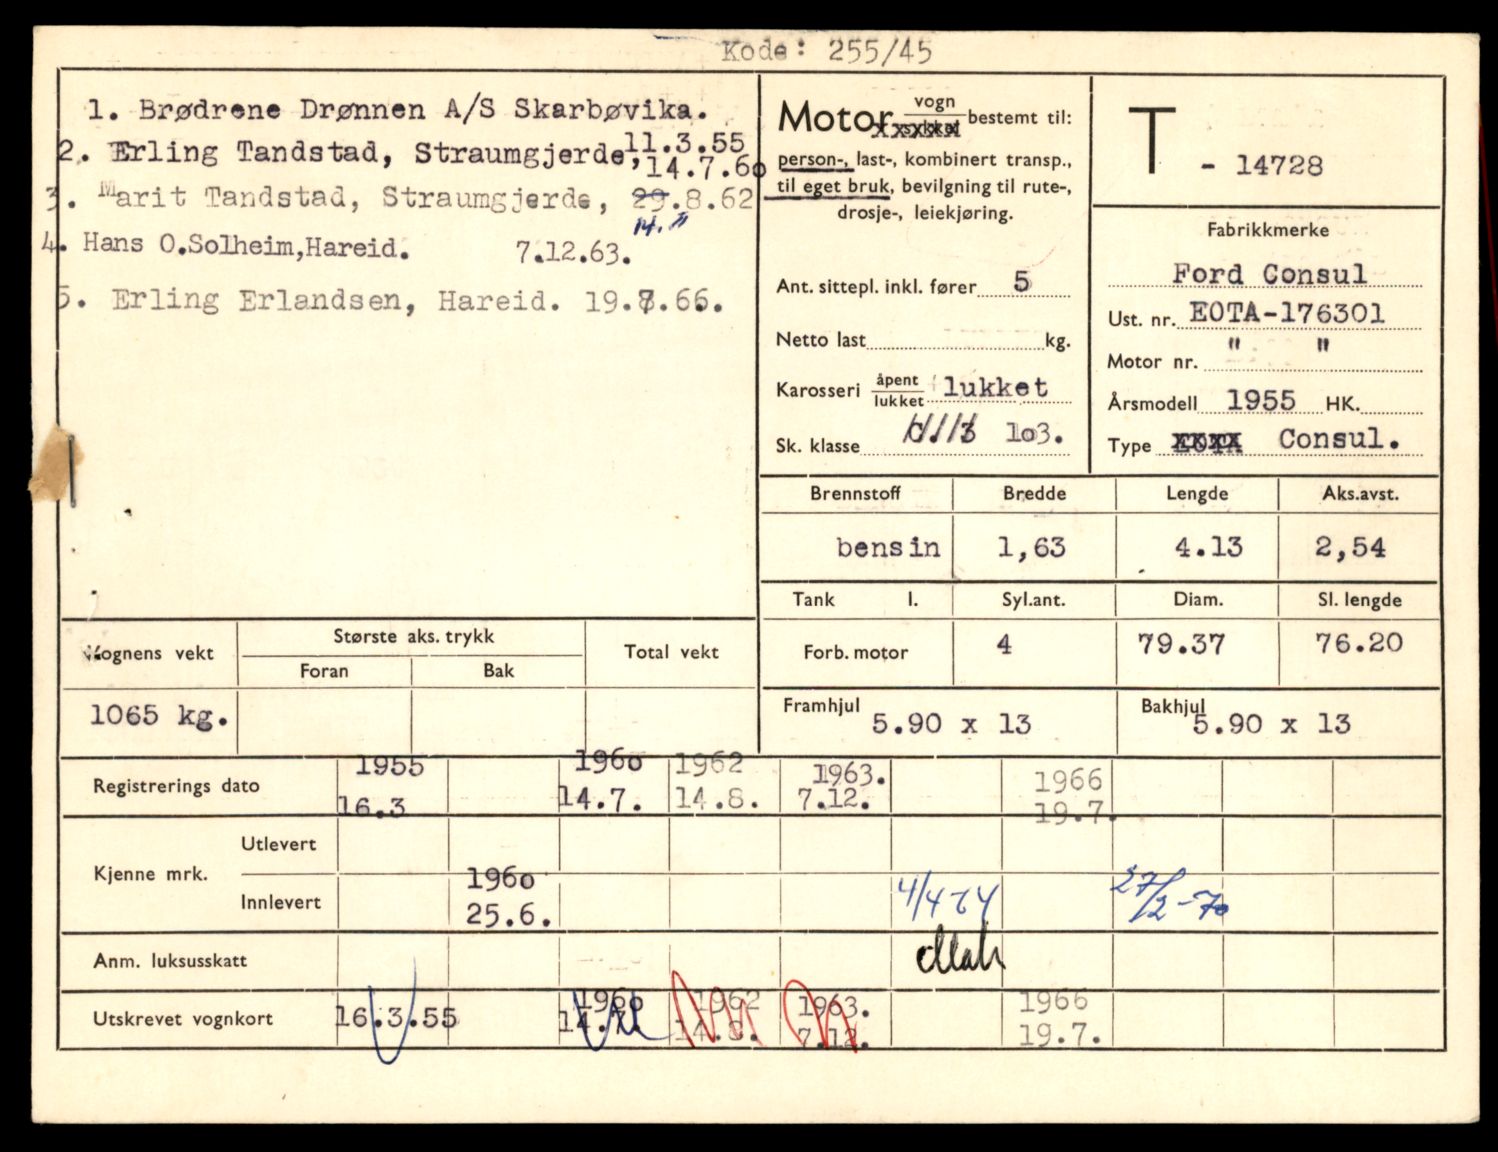 Kode: 255/45
1. Brødrene Drønnen A/S Skarbøvika.
11.3.55
2. Erling Tandstad, Straumgjerde, 14.7.60
3. Marit Tandstad, Straumgjerde, 29.8.62
14. "
4. Hans O.Solheim,Hareid. 7.12.63.
5. Erling Erlandsen, Hareid. 19.7.66.
Motor vogn bestemt til:
person-, last-, kombinert transp.,
til eget bruk, bevilgning til rute-,
drosje-, leiekjøring.
Ant. sittepl. inkl. fører 5
Netto last kg.
Karosseri åpent lukket lukket
Sk. klasse 103.
T - 14728
Fabrikkmerke
Ford Consul
Ust. nr. EOTA-176301
Motor nr. " "
Årsmodell 1955 HK.
Type EOTA Consul.
Brennstoff Bredde Lengde Aks.avst.
bensin 1,63 4.13 2,54
Tank l. Syl.ant. Diam. Sl. lengde
Forb. motor 4 79.37 76.20
Framhjul 5.90 x 13 Bakhjul 5.90 x 13
Vognens vekt Største aks. trykk Total vekt
Foran Bak
1065 kg.
Registrerings dato 1955 1960 1962 1963. 1966
16.3 14.7. 14.8. 7.12. 19.7.
Kjenne mrk. Utlevert
Innlevert 1960 4/4 64 27/2-70
25.6.
Anm. luksusskatt
Utskrevet vognkort 16.3.55 1960 1962 1963. 1966
14.7. 14.8. 7.12. 19.7.